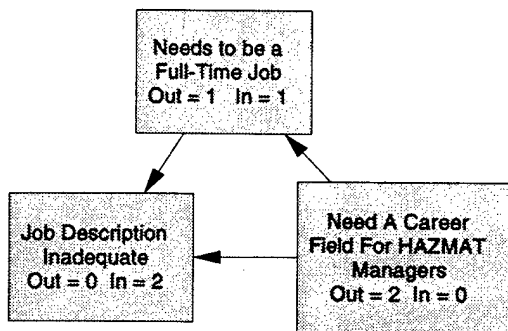 Needs to be a
Full-Time Job
Out = 1 In = 1
Job Description
Inadequate
Out = 0 In = 2
Need A Career
Field For HAZMAT
Managers
Out = 2 In = 0